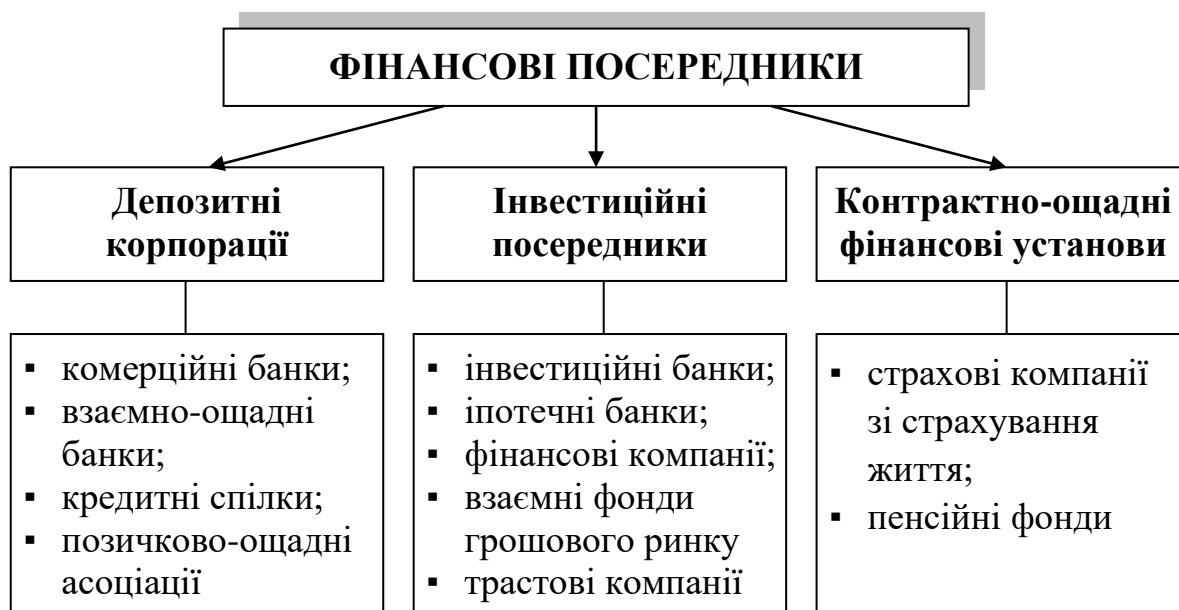 ФІНАНСОВІ ПОСЕРЕДНИКИ
Депозитні
корпорації
▪ комерційні банки;
▪ взаємно-ощадні
банки;
▪ кредитні спілки;
▪ позичково-ощадні
асоціації
Інвестиційні
посередники
▪ інвестиційні банки;
▪ іпотечні банки;
▪ фінансові компанії;
▪ взаємні фонди
грошового ринку
▪ трастові компанії
Контрактно-ощадні
фінансові установи
▪ страхові компанії
зі страхування
життя;
▪ пенсійні фонди